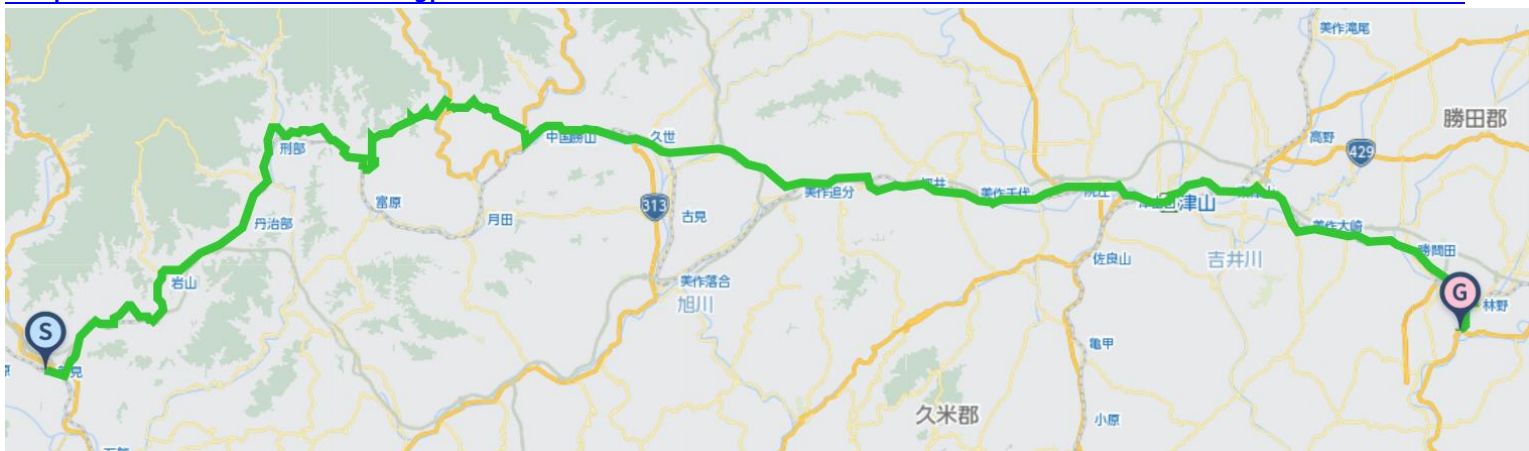 美作滝尾
勝田郡
高野
429
中国勝山
久世
刑部
美作追分
美作千代
院庄
津山
富原
313
古見
月田
丹治部
美作大崎
勝間田
佐良山
吉井川
岩山
美作落合
旭川
S
G
林野
亀甲
久米郡
小原